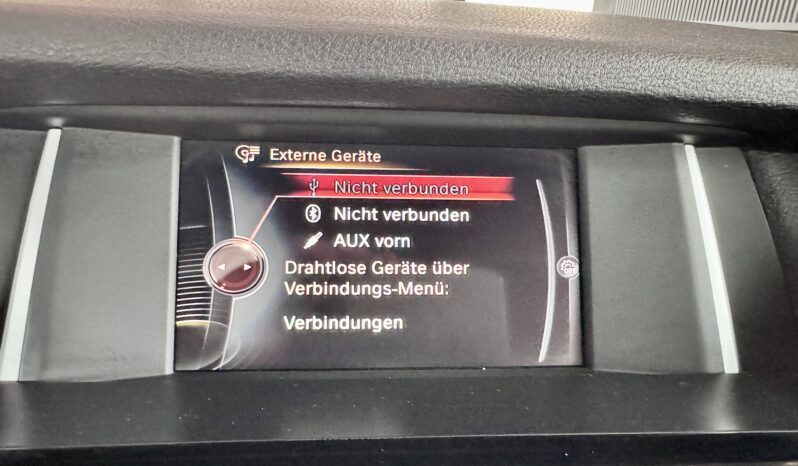 Externe Geräte
Nicht verbunden
Nicht verbunden
AUX vorn
Drahtlose Geräte über
Verbindungs-Menü:
Verbindungen